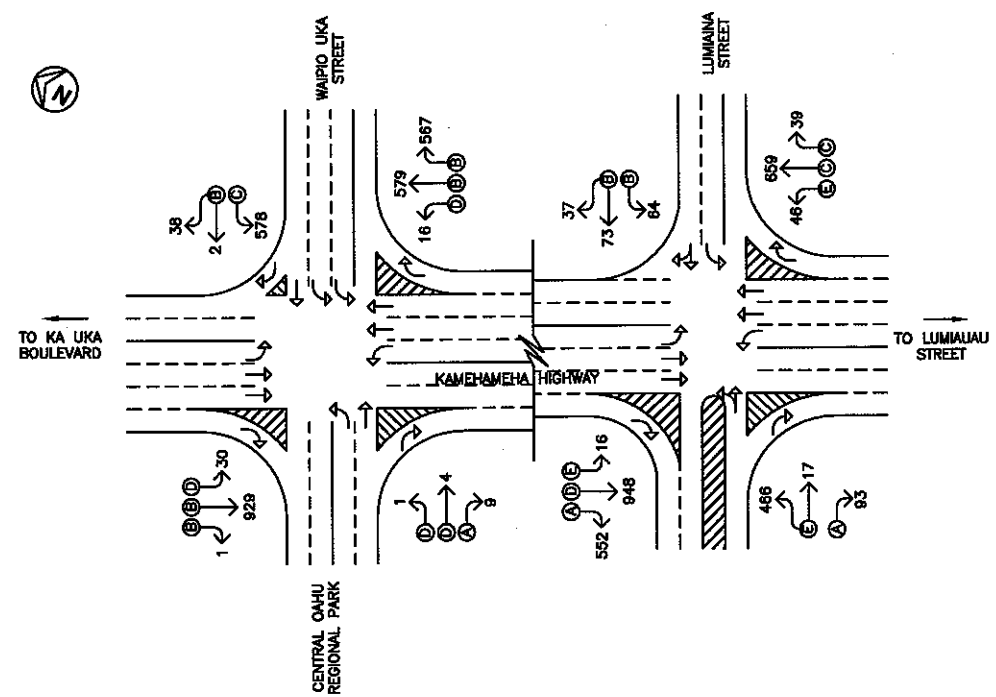 N
WAIPIO UKA
STREET
LUMIAINA
STREET
38
2
578
B
C
567
579
16
B
B
D
37
73
64
B
B
39
659
46
C
C
E
TO KA UKA
BOULEVARD
KAMEHAMEHA HIGHWAY
TO LUMIAUAU
STREET
30
929
1
D
B
B
1
4
9
D
D
A
16
948
552
E
D
A
466
17
93
E
A
CENTRAL OAHU
REGIONAL PARK